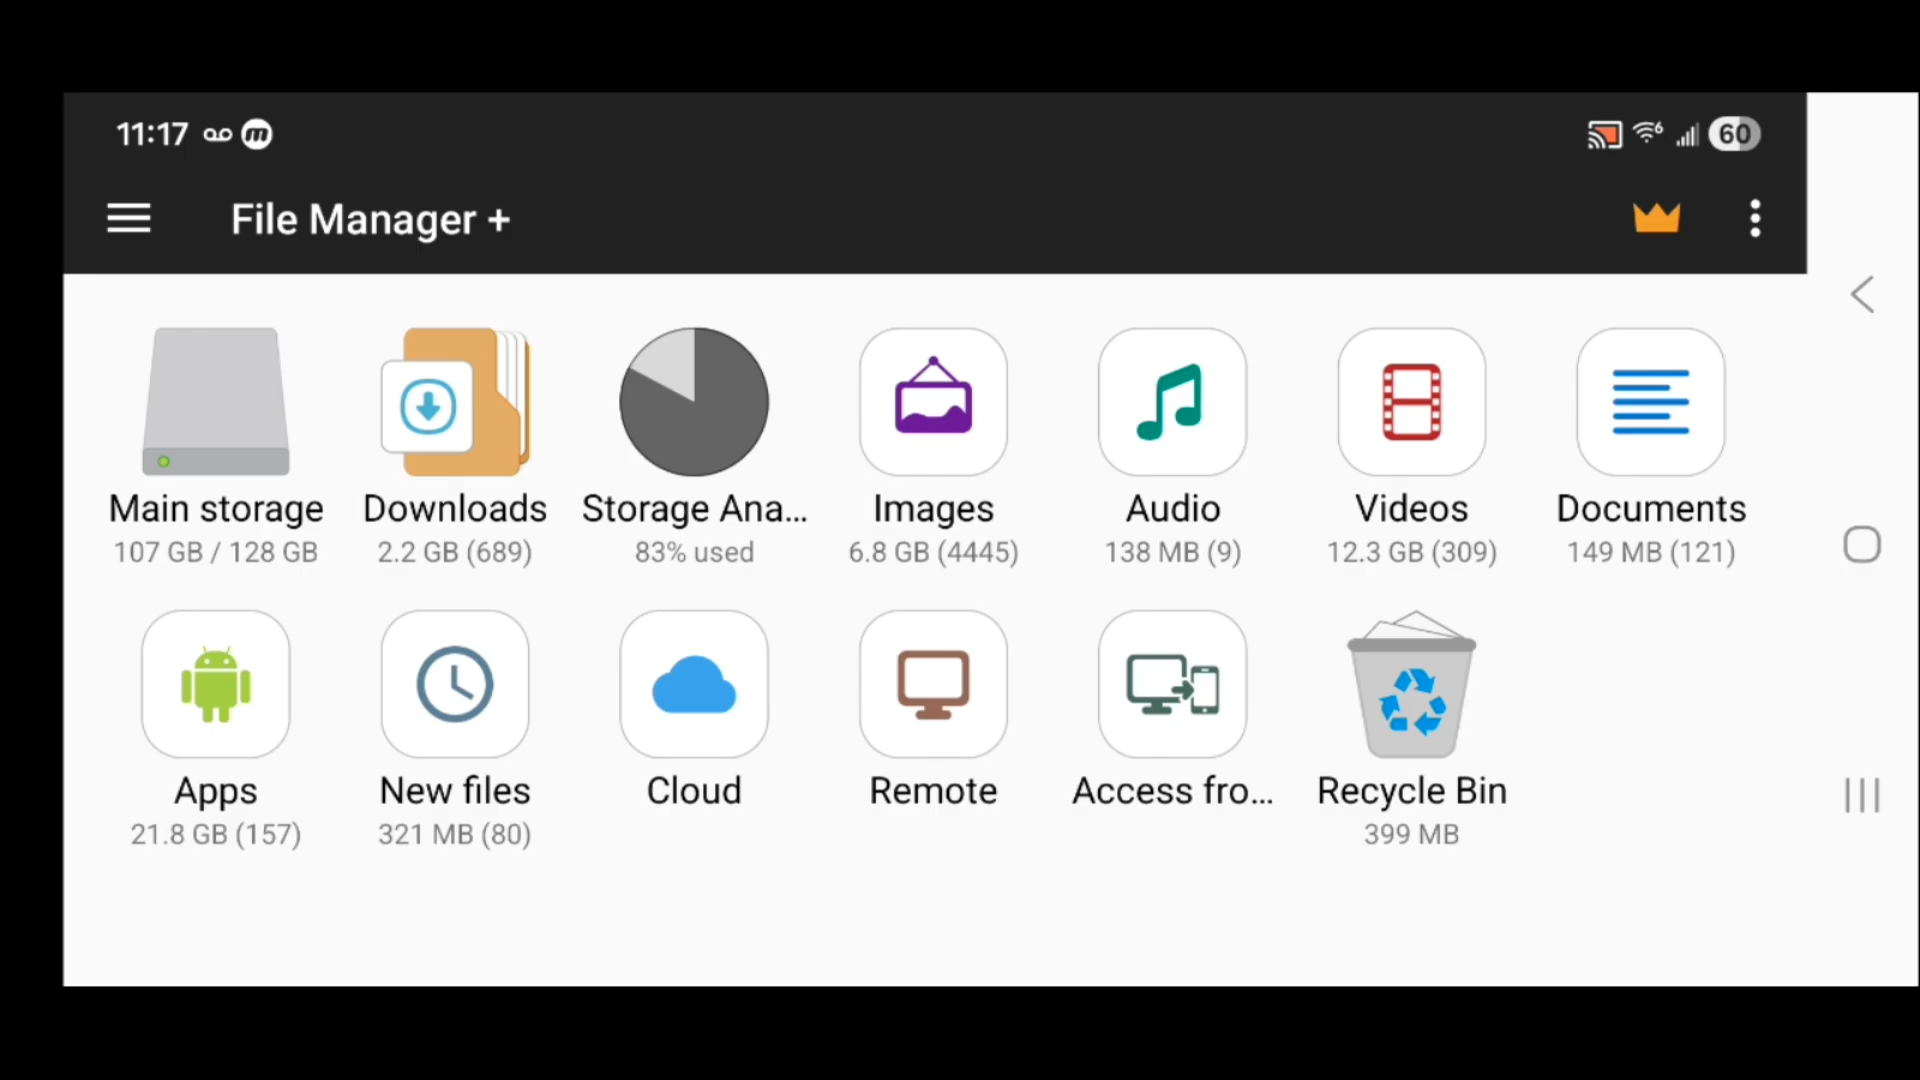 11:17
60
File Manager +
Main storage
107 GB / 128 GB
Downloads
2.2 GB (689)
Storage Ana...
83% used
Images
6.8 GB (4445)
Audio
138 MB (9)
Videos
12.3 GB (309)
Documents
149 MB (121)
Apps
21.8 GB (157)
New files
321 MB (80)
Cloud
Remote
Access fro...
Recycle Bin
399 MB